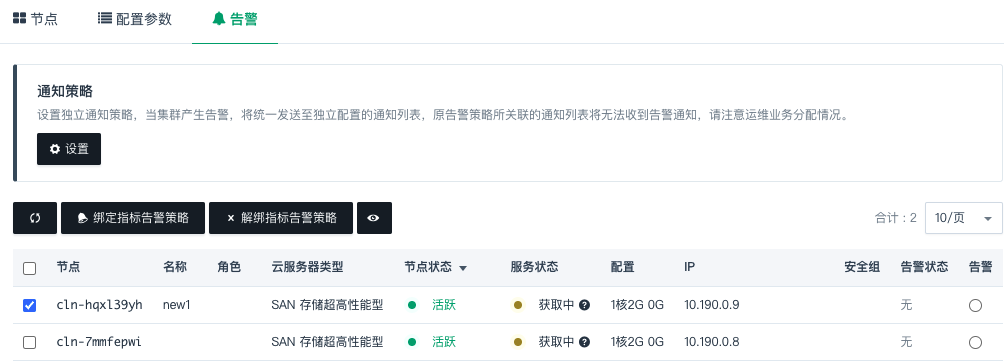 节点 配置参数 告警
通知策略
设置独立通知策略，当集群产生告警，将统一发送至独立配置的通知列表，原告警策略所关联的通知列表将无法收到告警通知，请注意运维业务分配情况。
设置
绑定指标告警策略 解绑指标告警策略 合计 : 2 10/页
节点 名称 角色 云服务器类型 节点状态 服务状态 配置 IP 安全组 告警状态 告警
cln-hqxl39yh new1 SAN 存储超高性能型 活跃 获取中 ? 1核2G 0G 10.190.0.9 无
cln-7mmfepwi SAN 存储超高性能型 活跃 获取中 ? 1核2G 0G 10.190.0.8 无